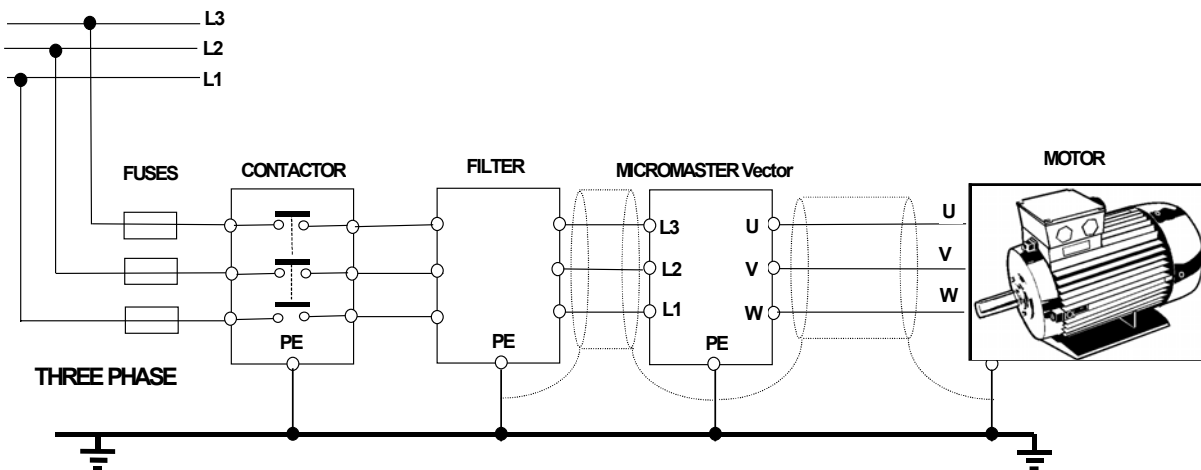 L3
L2
L1
FUSES
CONTACTOR
FILTER
MICROMASTER Vector
MOTOR
L3
U
U
L2
V
V
L1
W
W
PE
PE
PE
THREE PHASE